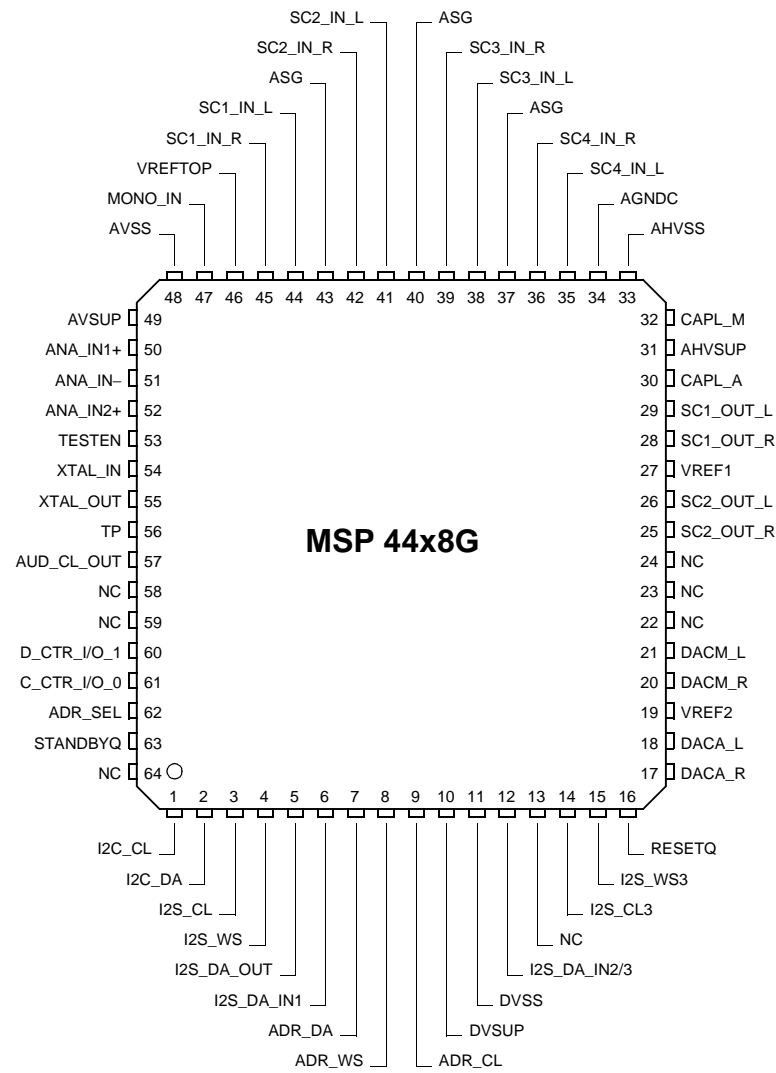 SC2_IN_L
ASG
SC2_IN_R
SC3_IN_R
ASG
SC3_IN_L
SC1_IN_L
ASG
SC1_IN_R
SC4_IN_R
VREFTOP
SC4_IN_L
MONO_IN
AGNDC
AVSS
AHVSS
48 47 46 45 44 43 42 41 40 39 38 37 36 35 34 33
AVSUP 49
32 CAPL_M
ANA_IN1+ 50
31 AHVSUP
ANA_IN− 51
30 CAPL_A
ANA_IN2+ 52
29 SC1_OUT_L
TESTEN 53
28 SC1_OUT_R
XTAL_IN 54
27 VREF1
XTAL_OUT 55
26 SC2_OUT_L
TP 56
25 SC2_OUT_R
MSP 44x8G
AUD_CL_OUT 57
24 NC
NC 58
23 NC
NC 59
22 NC
D_CTR_I/O_1 60
21 DACM_L
C_CTR_I/O_0 61
20 DACM_R
ADR_SEL 62
19 VREF2
STANDBYQ 63
18 DACA_L
NC 64
17 DACA_R
1 2 3 4 5 6 7 8 9 10 11 12 13 14 15 16
I2C_CL
RESETQ
I2C_DA
I2S_WS3
I2S_CL
I2S_CL3
I2S_WS
NC
I2S_DA_OUT
I2S_DA_IN2/3
I2S_DA_IN1
DVSS
ADR_DA
DVSUP
ADR_WS
ADR_CL